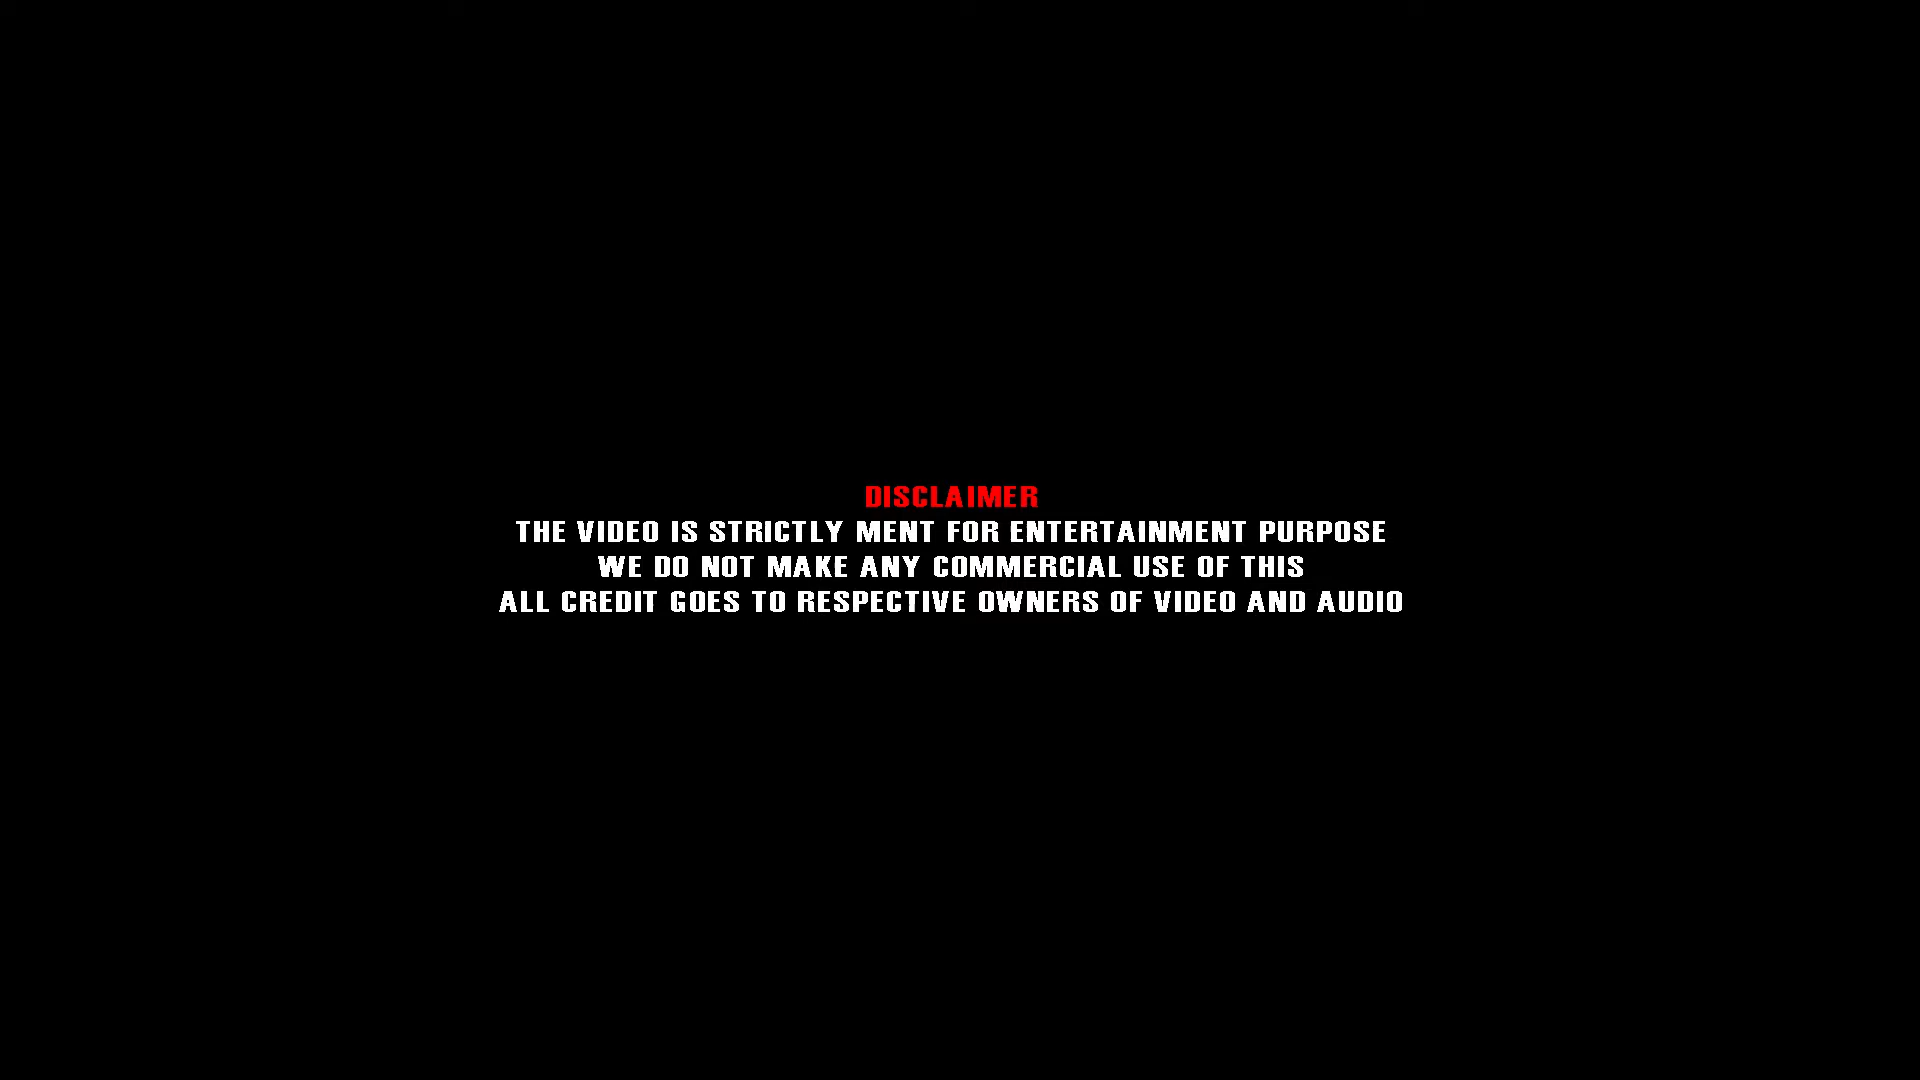 DISCLAIMER
THE VIDEO IS STRICTLY MENT FOR ENTERTAINMENT PURPOSE
WE DO NOT MAKE ANY COMMERCIAL USE OF THIS
ALL CREDIT GOES TO RESPECTIVE OWNERS OF VIDEO AND AUDIO